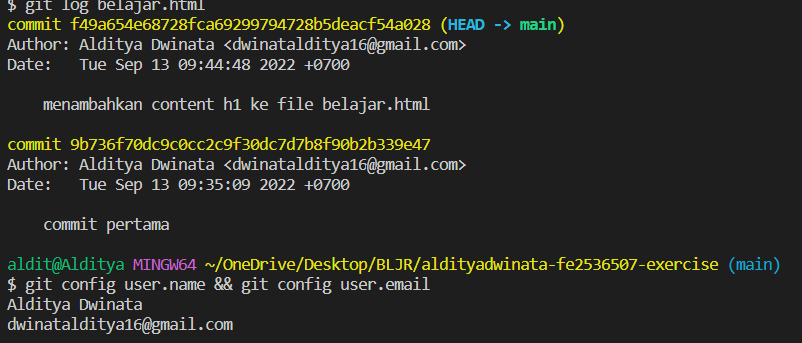 $ git log belajar.html
commit f49a654e68728fca69299794728b5deacf54a028 (HEAD -> main)
Author: Alditya Dwinata <dwinatalditya16@gmail.com>
Date:   Tue Sep 13 09:44:48 2022 +0700
menambahkan content h1 ke file belajar.html
commit 9b736f70dc9c0cc2c9f30dc7d7b8f90b2b339e47
Author: Alditya Dwinata <dwinatalditya16@gmail.com>
Date:   Tue Sep 13 09:35:09 2022 +0700
commit pertama
aldit@Alditya MINGW64 ~/OneDrive/Desktop/BLJR/aldityadwinata-fe2536507-exercise (main)
$ git config user.name && git config user.email
Alditya Dwinata
dwinatalditya16@gmail.com